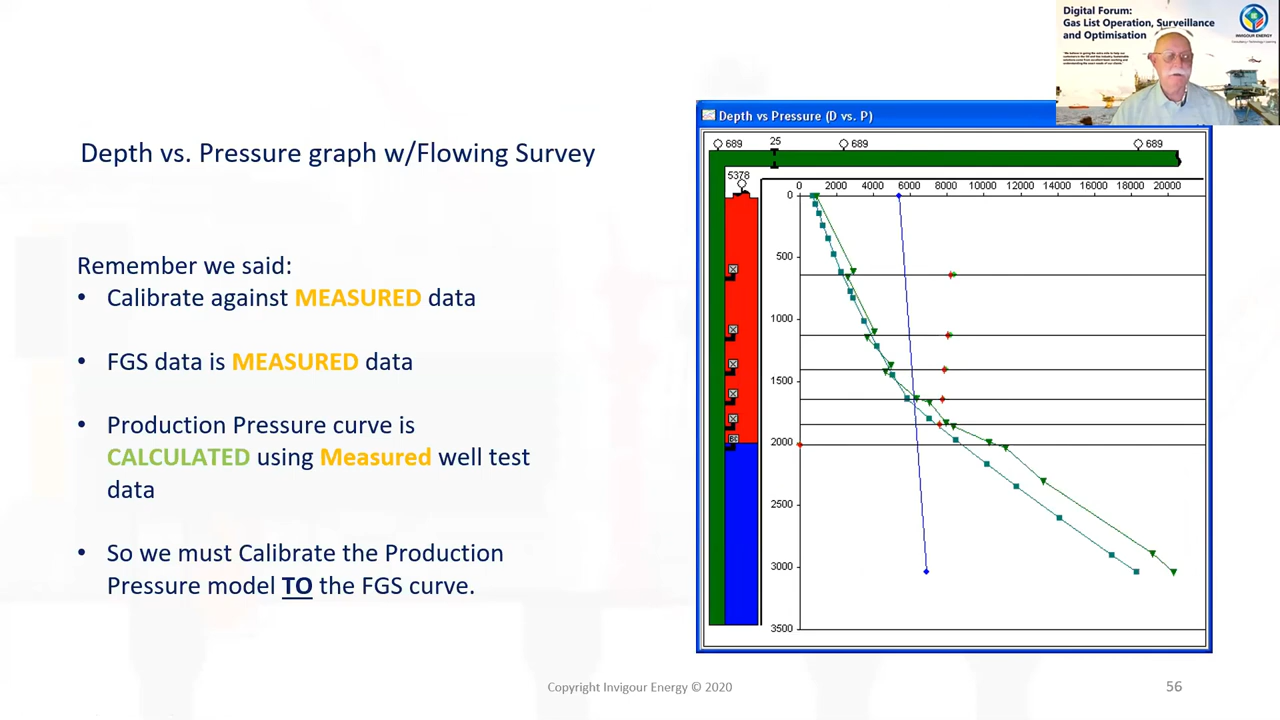 Digital Forum:
Gas List Operation, Surveillance
and Optimisation
INVIGOUR ENERGY
Depth vs. Pressure graph w/Flowing Survey
Remember we said:
• Calibrate against MEASURED data
• FGS data is MEASURED data
• Production Pressure curve is
CALCULATED using Measured well test
data
• So we must Calibrate the Production
Pressure model TO the FGS curve.
Depth vs Pressure (D vs. P)
689 25 689 689
5378
0 2000 4000 6000 8000 10000 12000 14000 16000 18000 20000
0
500
1000
1500
2000
2500
3000
3500
Copyright Invigour Energy © 2020
56